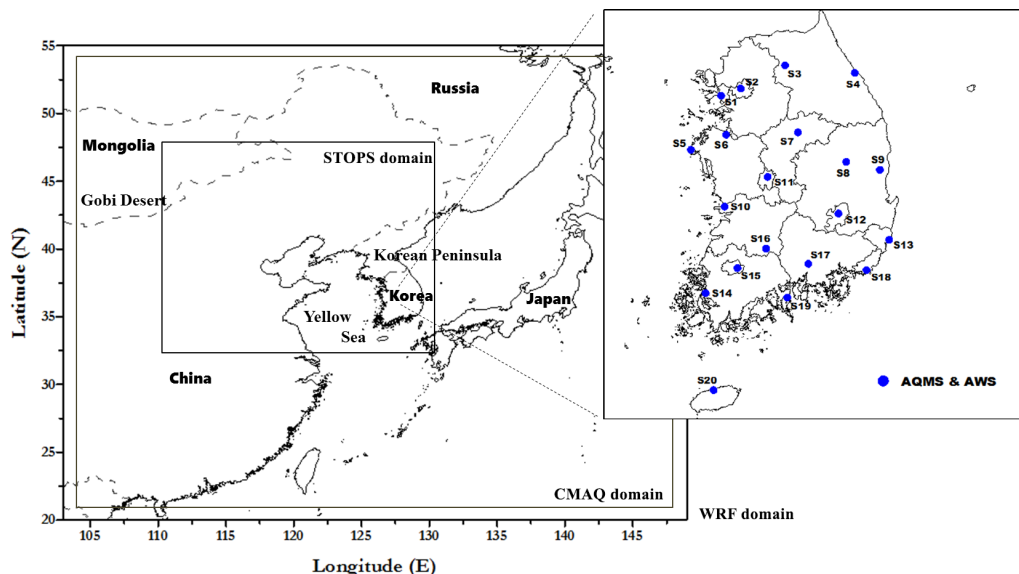 55
50
45
40
35
30
25
20
Latitude (N)
105
110
115
120
125
130
135
140
145
Longitude (E)
Russia
Mongolia
STOPS domain
Gobi Desert
Korean Peninsula
Korea
Japan
Yellow
Sea
China
CMAQ domain
WRF domain
S1
S2
S3
S4
S5
S6
S7
S8
S9
S10
S11
S12
S13
S14
S15
S16
S17
S18
S19
S20
AQMS & AWS